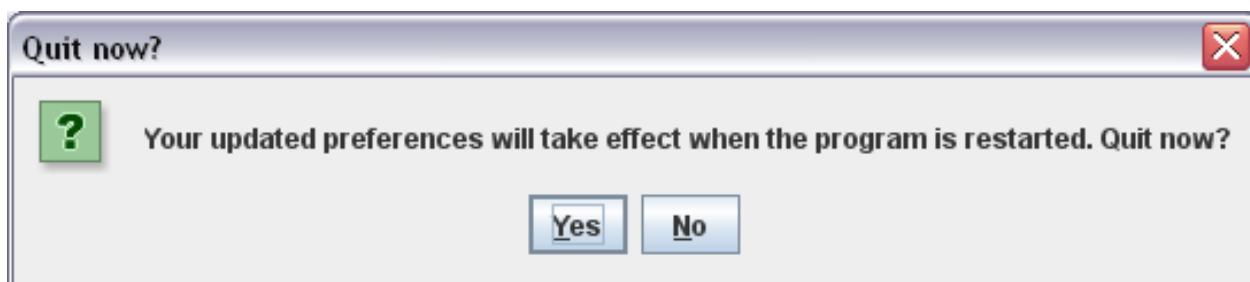 Quit now?
?
Your updated preferences will take effect when the program is restarted. Quit now?
Yes
No